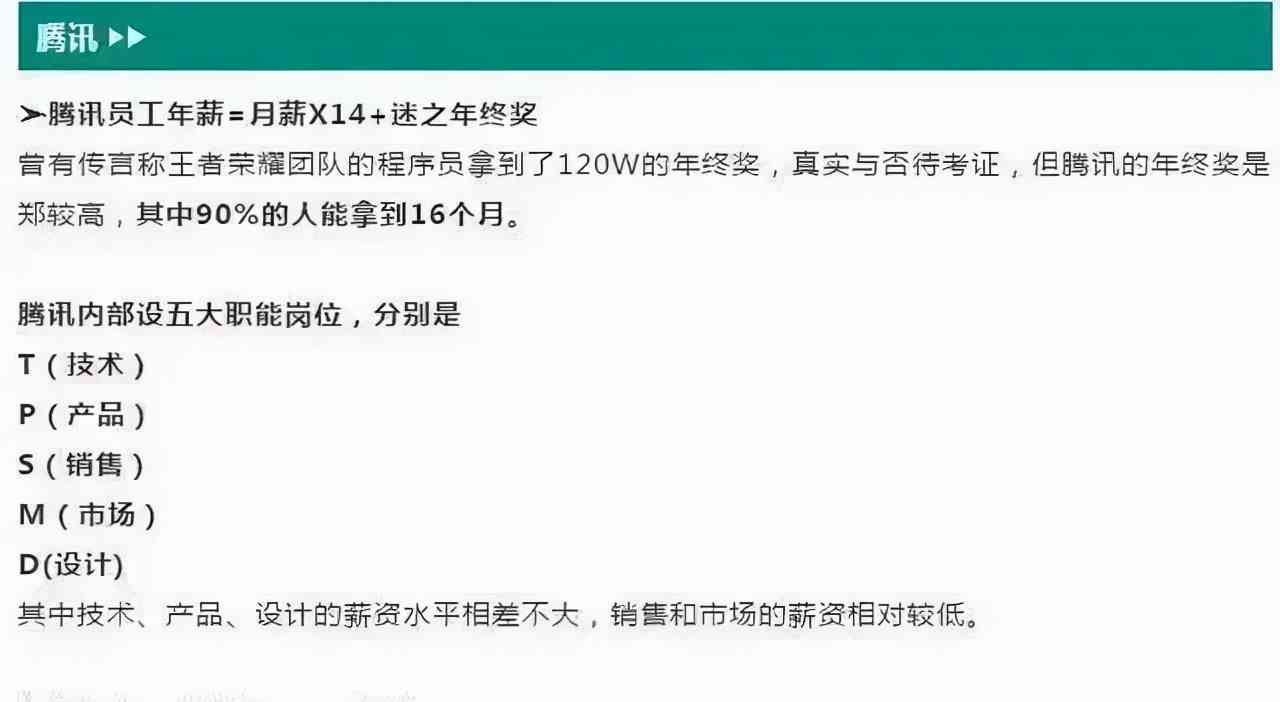 腾讯
➤腾讯员工年薪=月薪X14+迷之年终奖
曾有传言称王者荣耀团队的程序员拿到了120W的年终奖，真实与否待考证，但腾讯的年终奖是
郑较高，其中90%的人能拿到16个月。
腾讯内部设五大职能岗位，分别是
T（技术）
P（产品）
S（销售）
M（市场）
D(设计)
其中技术、产品、设计的薪资水平相差不大，销售和市场的薪资相对较低。